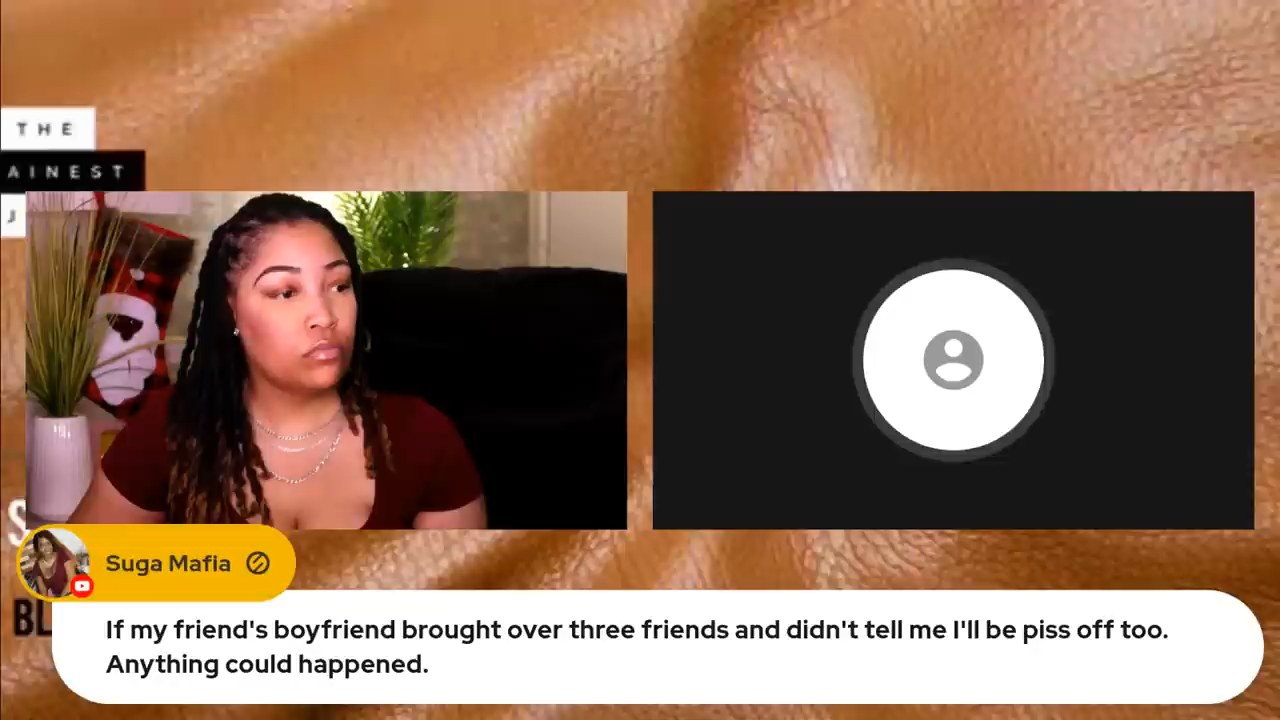 THE
AINEST
J
S
Suga Mafia
BL
If my friend's boyfriend brought over three friends and didn't tell me I'll be piss off too.
Anything could happened.